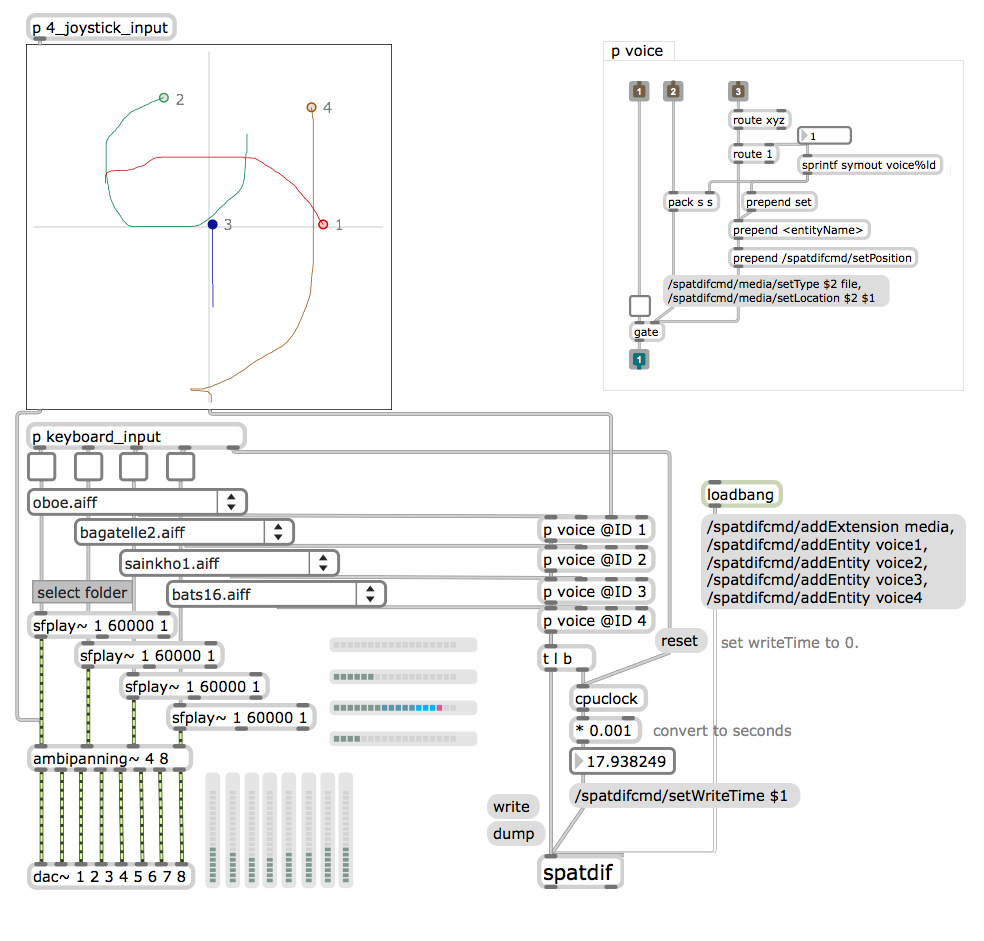 p 4_joystick_input
2
4
3
1
p voice
1
2
3
route xyz
1
route 1
sprintf symout voice%ld
pack s s
prepend set
prepend <entityName>
prepend /spatdifcmd/setPosition
/spatdifcmd/media/setType $2 file,
/spatdifcmd/media/setLocation $2 $1
gate
1
p keyboard_input
oboe.aiff
bagatelle2.aiff
sainkho1.aiff
select folder
bats16.aiff
sfplay~ 1 60000 1
sfplay~ 1 60000 1
sfplay~ 1 60000 1
sfplay~ 1 60000 1
ambipanning~ 4 8
dac~ 1 2 3 4 5 6 7 8
p voice @ID 1
p voice @ID 2
p voice @ID 3
p voice @ID 4
t l b
reset
set writeTime to 0.
cpuclock
* 0.001
convert to seconds
17.938249
/spatdifcmd/setWriteTime $1
write
dump
spatdif
loadbang
/spatdifcmd/addExtension media,
/spatdifcmd/addEntity voice1,
/spatdifcmd/addEntity voice2,
/spatdifcmd/addEntity voice3,
/spatdifcmd/addEntity voice4